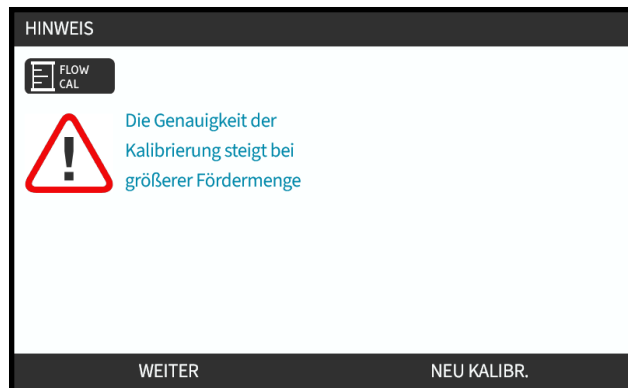 HINWEIS
FLOW
CAL
Die Genauigkeit der
Kalibrierung steigt bei
größerer Fördermenge
WEITER NEU KALIBR.